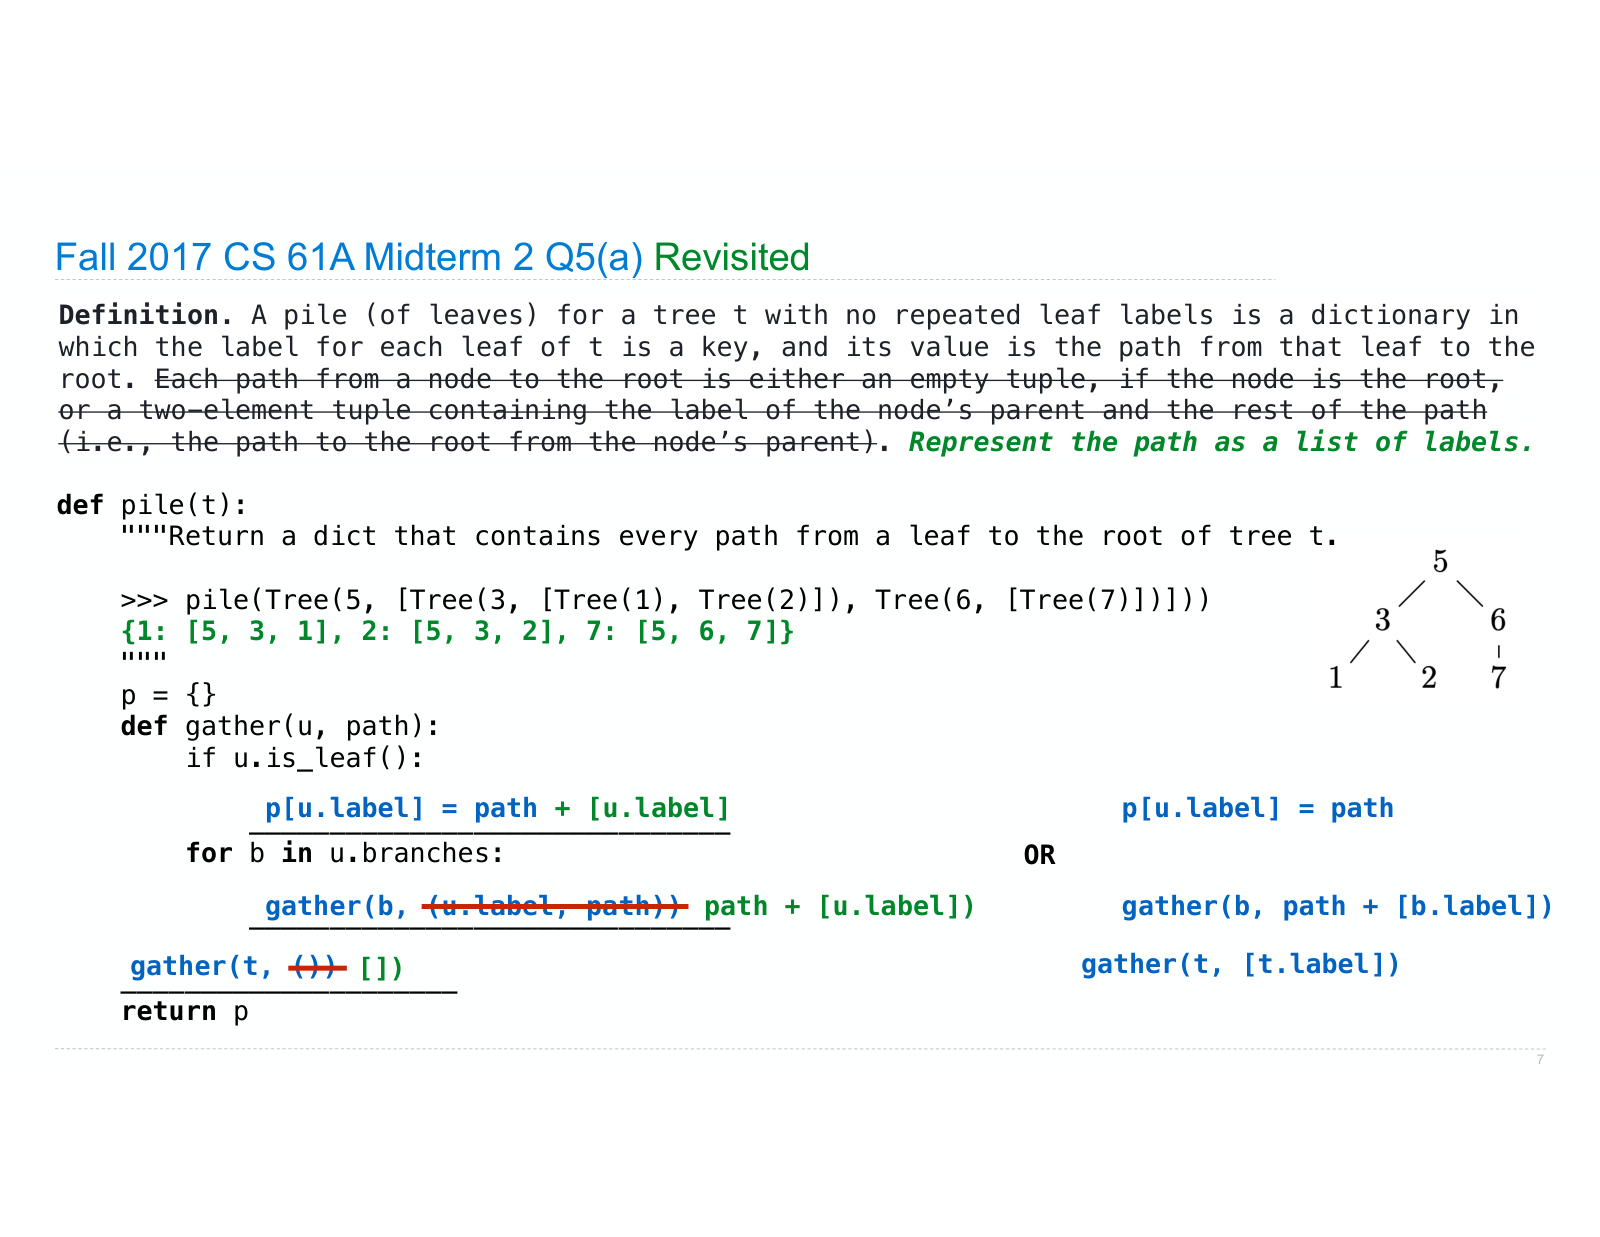 Fall 2017 CS 61A Midterm 2 Q5(a) Revisited
Definition. A pile (of leaves) for a tree t with no repeated leaf labels is a dictionary in
which the label for each leaf of t is a key, and its value is the path from that leaf to the
root. Each path from a node to the root is either an empty tuple, if the node is the root,
or a two-element tuple containing the label of the node’s parent and the rest of the path
(i.e., the path to the root from the node’s parent). Represent the path as a list of labels.
def pile(t):
"""Return a dict that contains every path from a leaf to the root of tree t.
>>> pile(Tree(5, [Tree(3, [Tree(1), Tree(2)]), Tree(6, [Tree(7)])]))
{1: [5, 3, 1], 2: [5, 3, 2], 7: [5, 6, 7]}
"""
5
3 6
1 2 7
p = {}
def gather(u, path):
if u.is_leaf():
p[u.label] = path + [u.label]
p[u.label] = path
for b in u.branches:
OR
gather(b, (u.label, path)) path + [u.label])
gather(b, path + [b.label])
gather(t, ()) [])
gather(t, [t.label])
return p
7